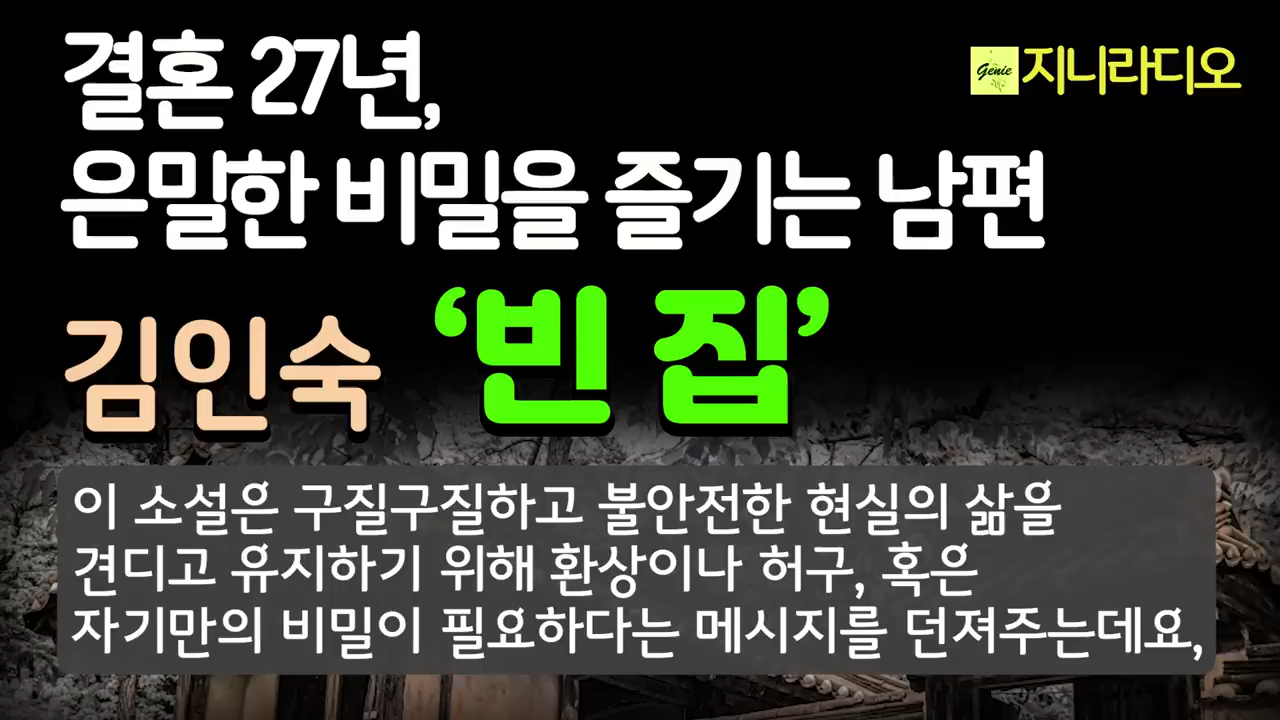 결혼 27년,
Genie 지니라디오
은밀한 비밀을 즐기는 남편
김인숙 ‘빈 집’
이 소설은 구질구질하고 불안전한 현실의 삶을
견디고 유지하기 위해 환상이나 허구, 혹은
자기만의 비밀이 필요하다는 메시지를 던져주는데요,